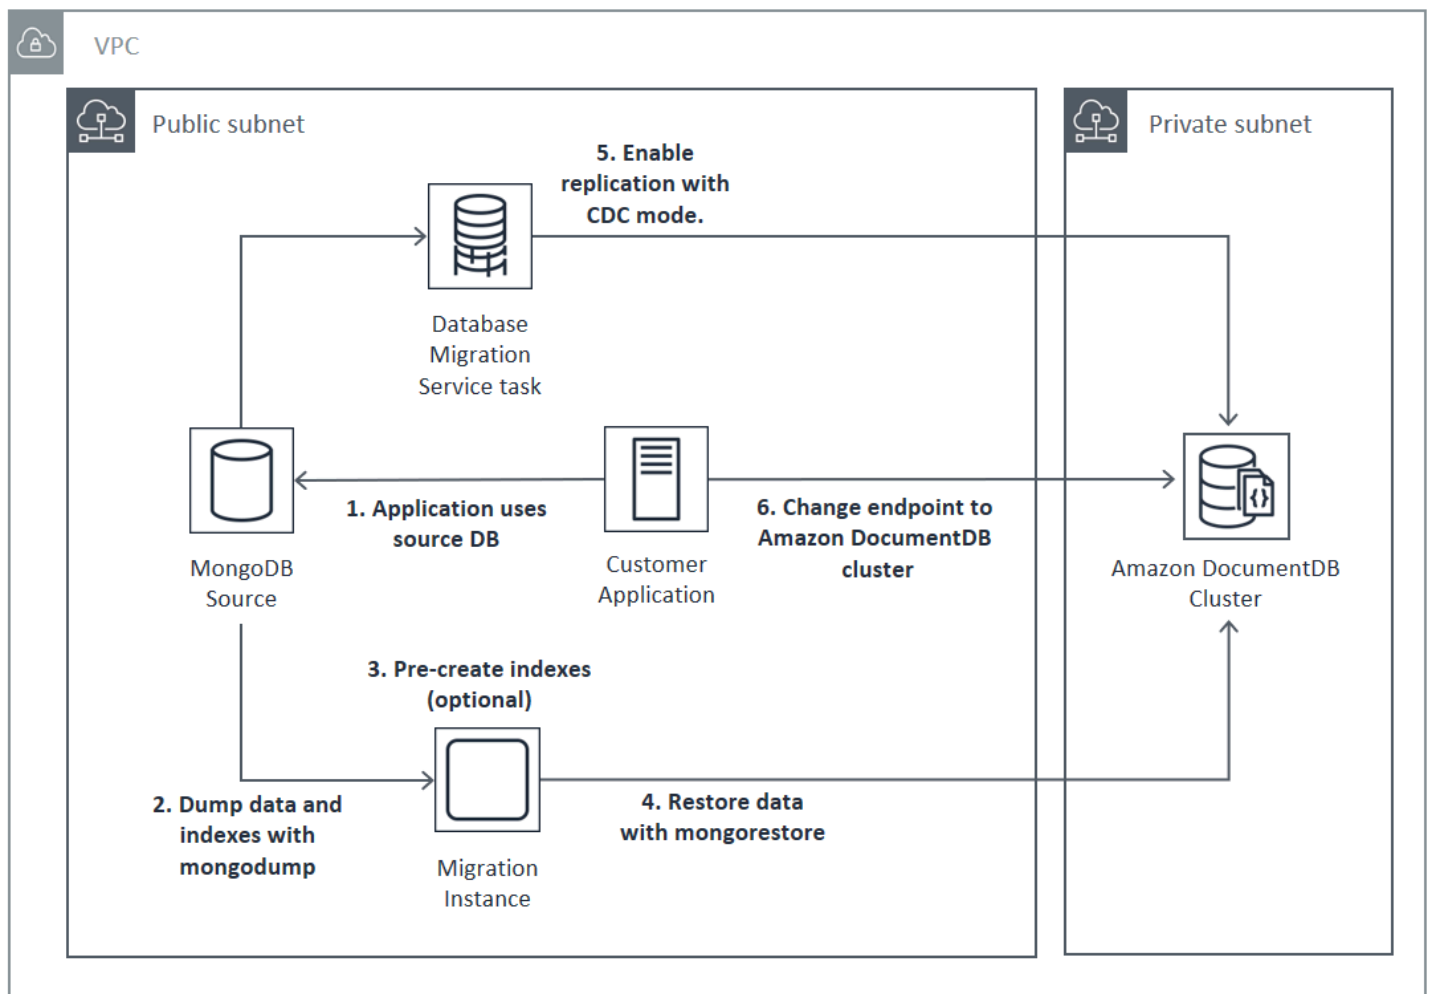 VPC
Public subnet
Private subnet
5. Enable
replication with
CDC mode.
Database
Migration
Service task
1. Application uses
source DB
6. Change endpoint to
Amazon DocumentDB
cluster
MongoDB
Source
Customer
Application
Amazon DocumentDB
Cluster
3. Pre-create indexes
(optional)
2. Dump data and
indexes with
mongodump
4. Restore data
with mongorestore
Migration
Instance